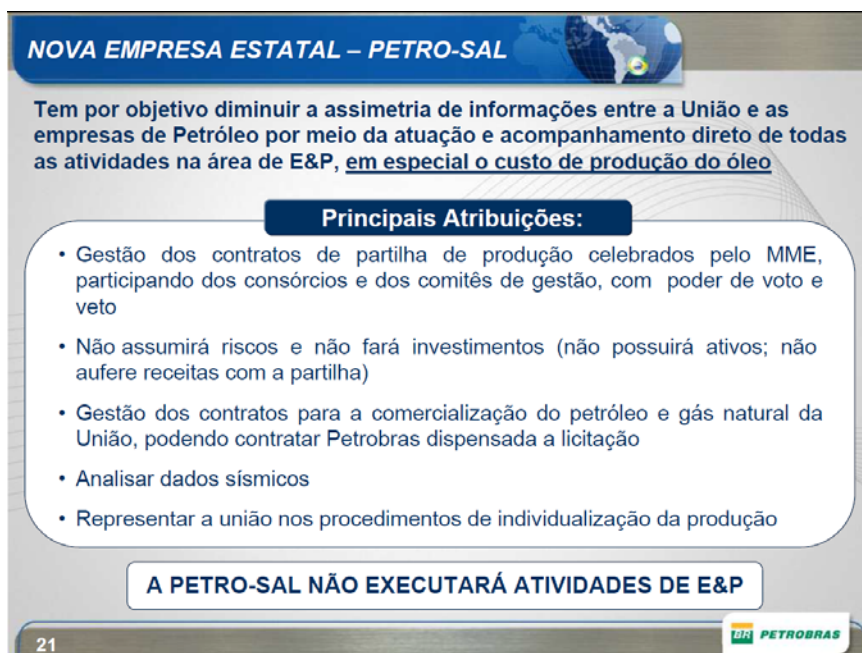 NOVA EMPRESA ESTATAL – PETRO-SAL
Tem por objetivo diminuir a assimetria de informações entre a União e as
empresas de Petróleo por meio da atuação e acompanhamento direto de todas
as atividades na área de E&P, em especial o custo de produção do óleo
Principais Atribuições:
• Gestão dos contratos de partilha de produção celebrados pelo MME,
participando dos consórcios e dos comitês de gestão, com poder de voto e
veto
• Não assumirá riscos e não fará investimentos (não possuirá ativos; não
aufere receitas com a partilha)
• Gestão dos contratos para a comercialização do petróleo e gás natural da
União, podendo contratar Petrobras dispensada a licitação
• Analisar dados sísmicos
• Representar a união nos procedimentos de individualização da produção
A PETRO-SAL NÃO EXECUTARÁ ATIVIDADES DE E&P
21
BR PETROBRAS